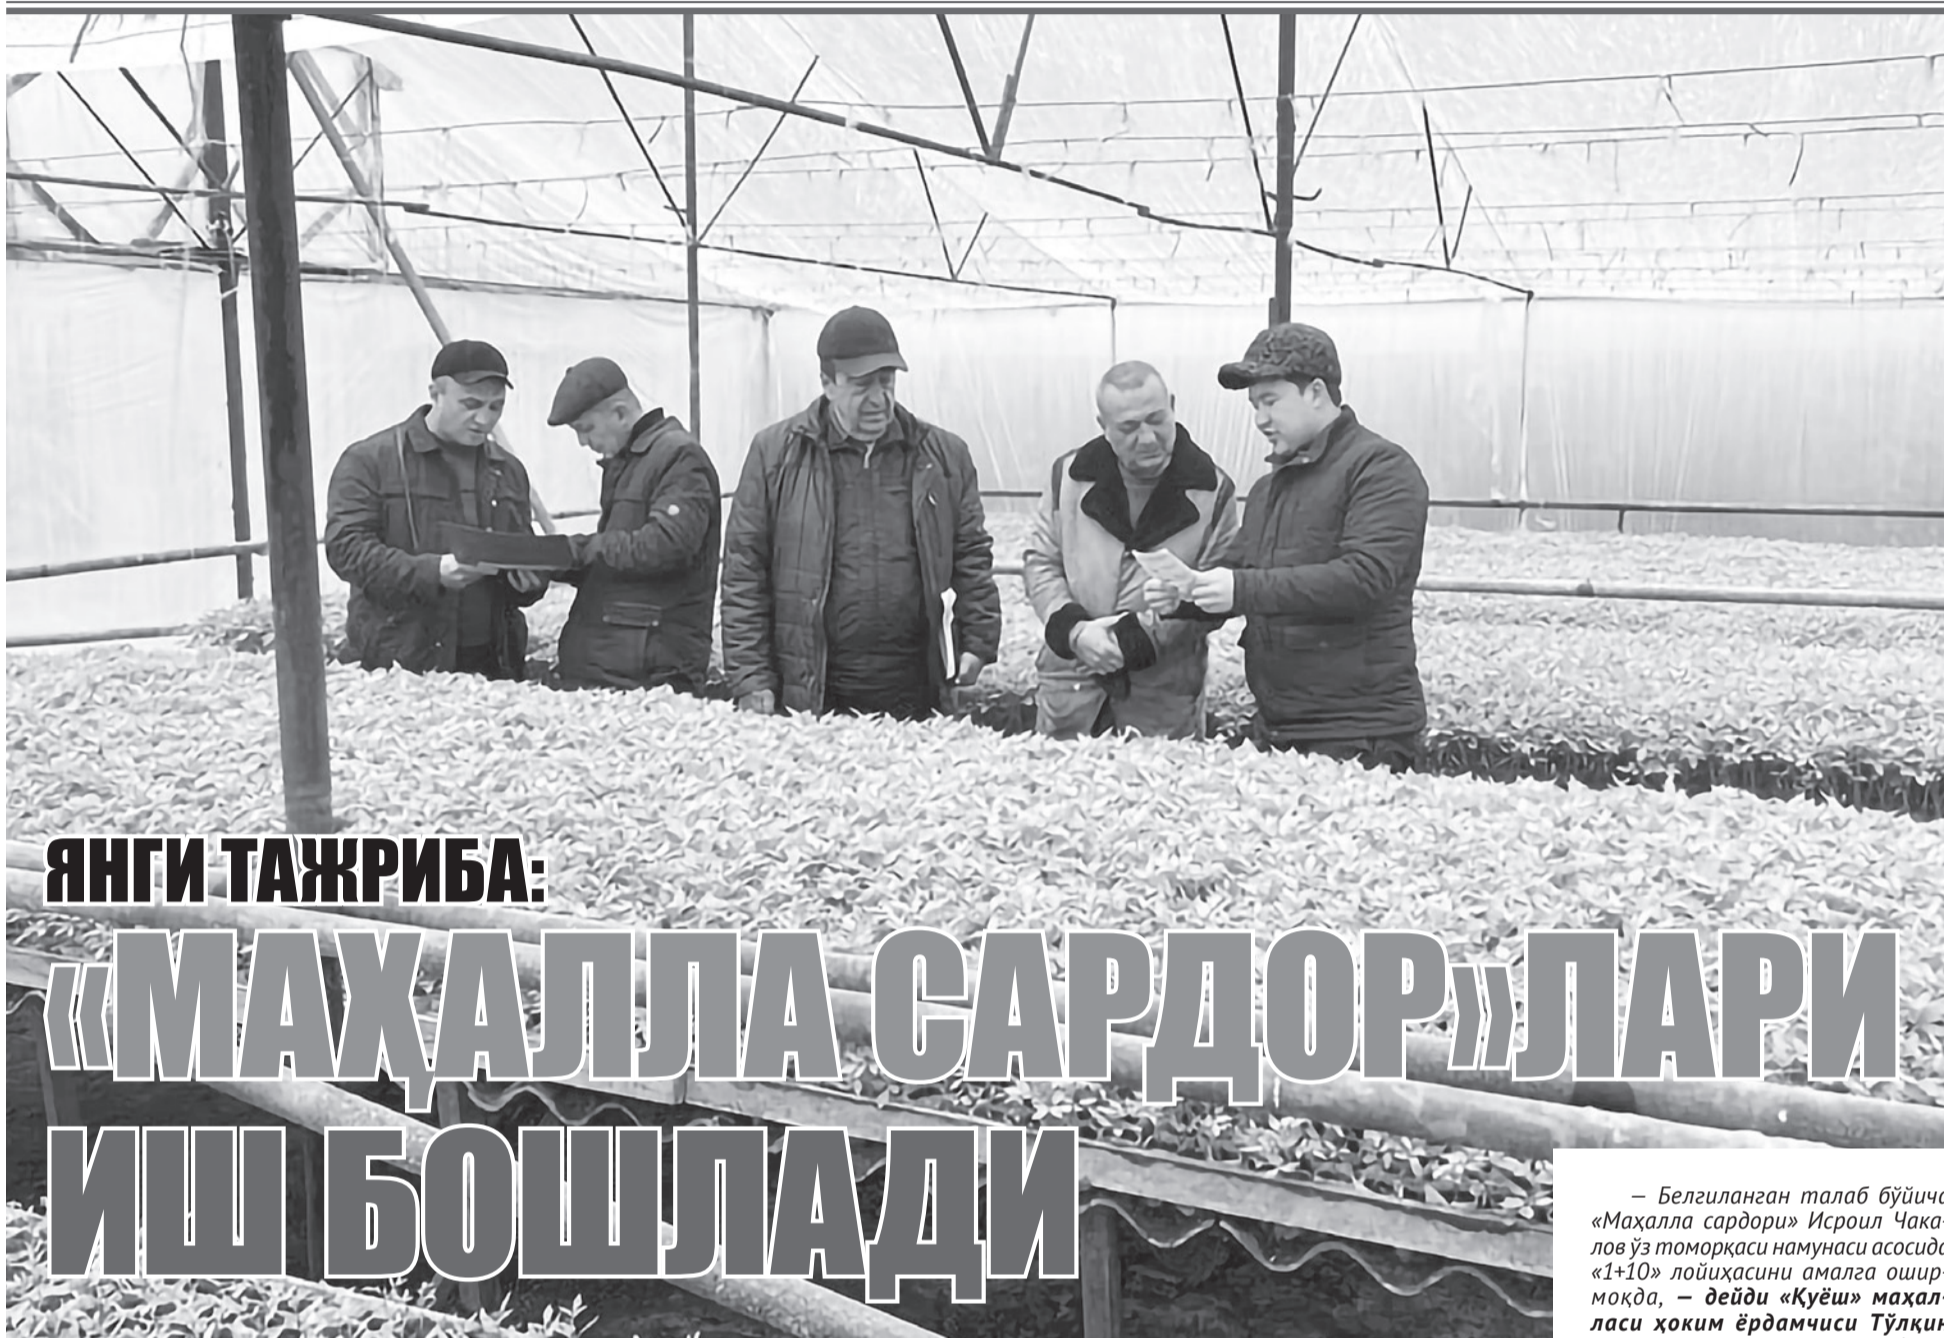 ЯНГИ ТАЖРИБА:
«МАҲАЛЛА САРДОР»ЛАРИ
ИШ БОШЛАДИ
— Белгиланган талаб бўйича
«Маҳалла сардори» Исроил Чака-
лов ўз томорқаси намунаси асосида
«1+10» лойиҳасини амалга ошир-
моқда, — дейди «Қуёш» маҳал-
ласи ҳоким ёрдамчиси Тўлқин